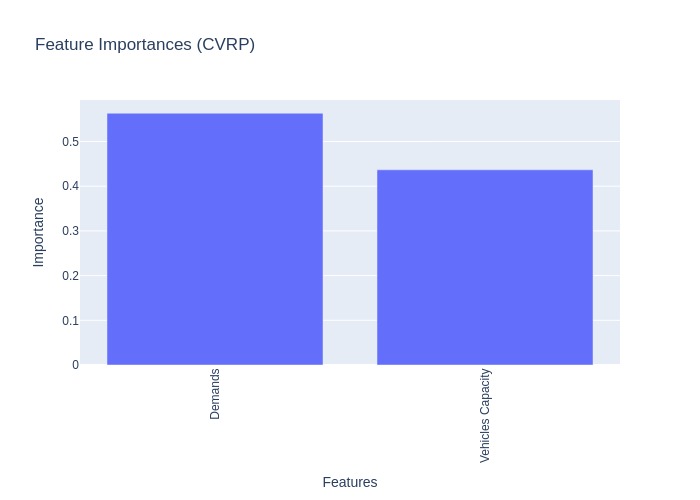 Feature Importances (CVRP)
Importance
0.5
0.4
0.3
0.2
0.1
0
Demands
Vehicles Capacity
Features